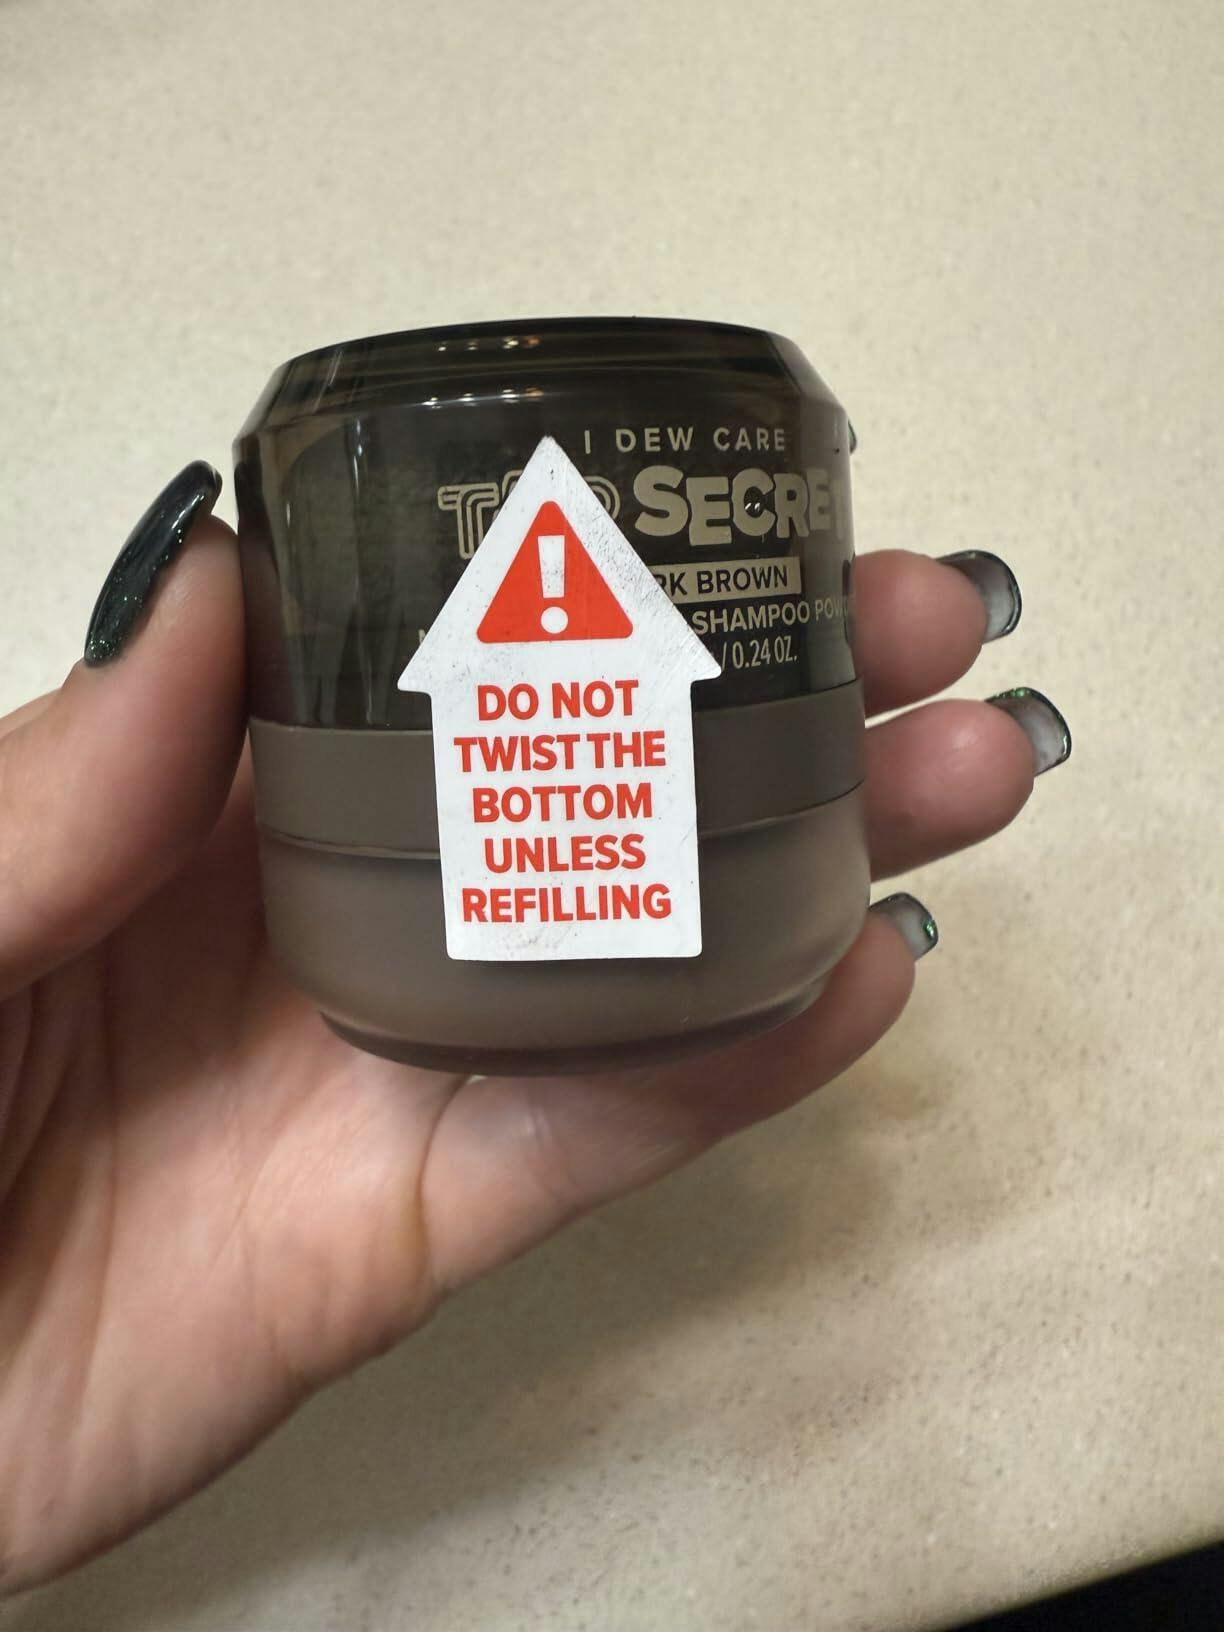 I DEW CARE
SECRE
RK BROWN
SHAMPOO POW
/ 0.24 OZ.
DO NOT
TWIST THE
BOTTOM
UNLESS
REFILLING